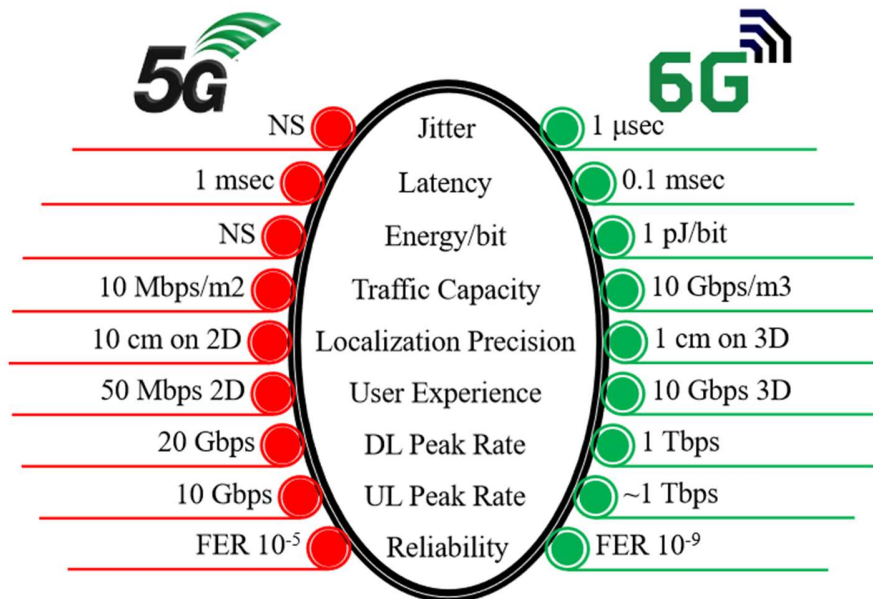 5G 6G
NS Jitter 1 μsec
1 msec Latency 0.1 msec
NS Energy/bit 1 pJ/bit
10 Mbps/m2 Traffic Capacity 10 Gbps/m3
10 cm on 2D Localization Precision 1 cm on 3D
50 Mbps 2D User Experience 10 Gbps 3D
20 Gbps DL Peak Rate 1 Tbps
10 Gbps UL Peak Rate ~1 Tbps
FER 10⁻⁵ Reliability FER 10⁻⁹